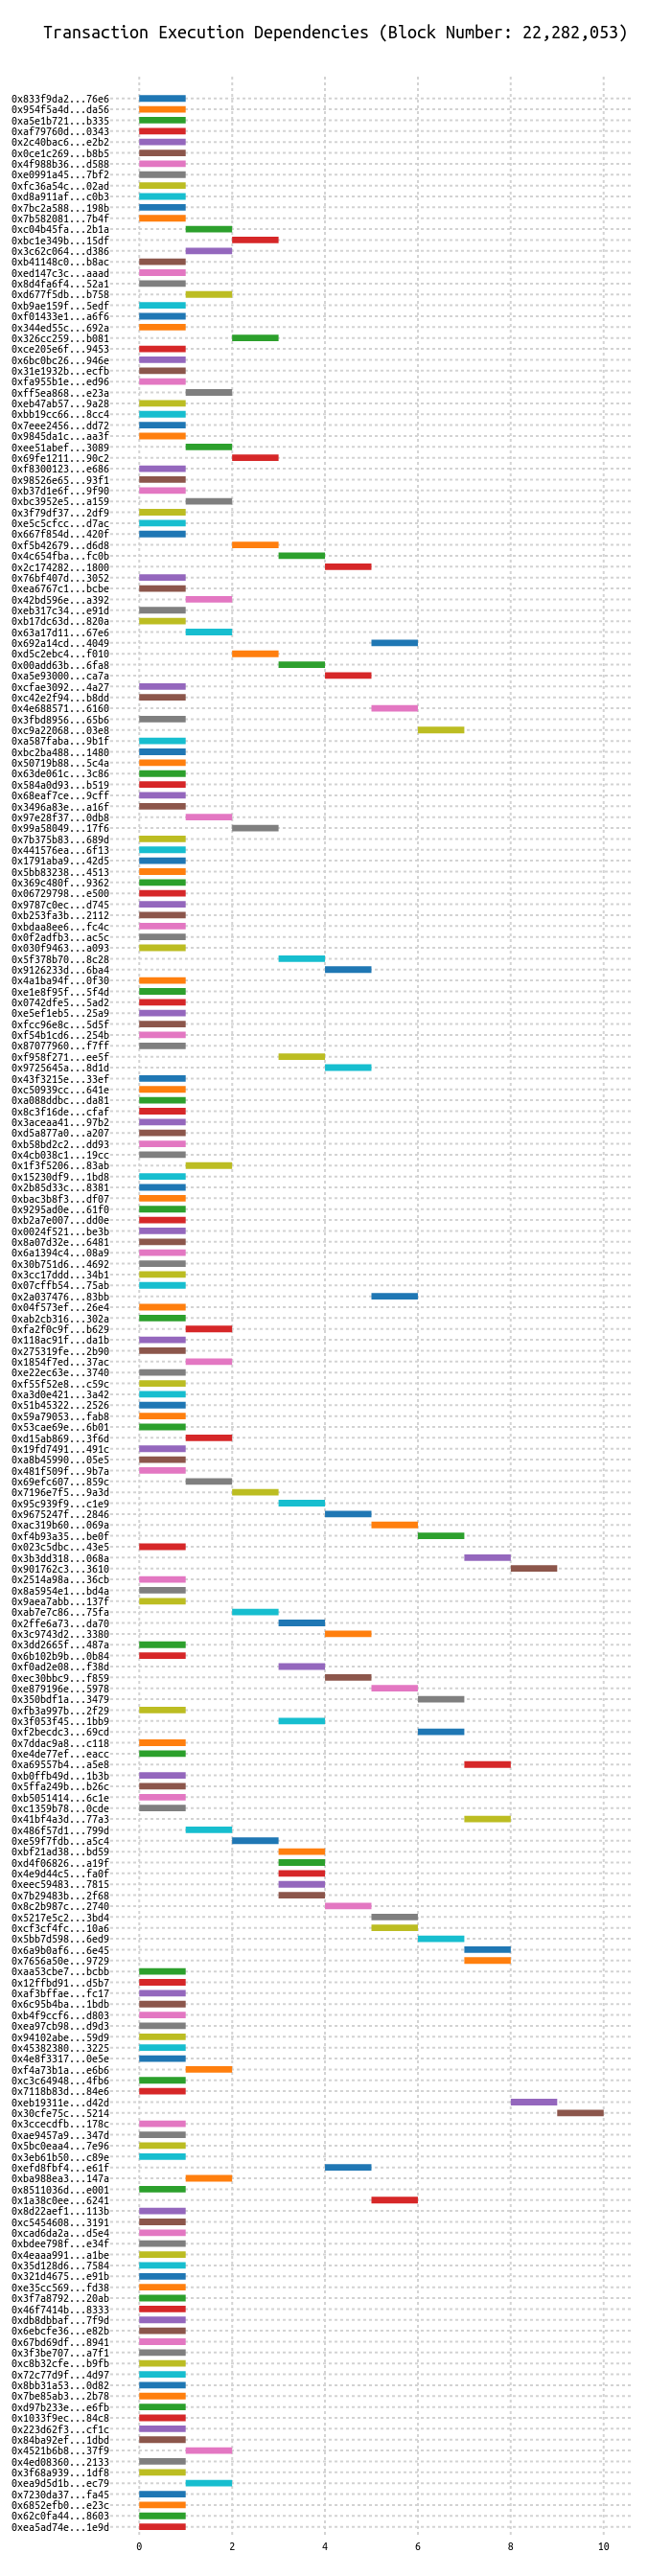 Transaction Execution Dependencies (Block Number: 22,282,053)
0x833f9da2...76e6
0x954f5a4d...da56
0xa5e1b721...b335
0xaf79760d...0343
0x2c40bac6...e2b2
0x0ce1c269...b8b5
0x4f988b36...d588
0xe0991a45...7bf2
0xfc36a54c...02ad
0xd8a911af...c0b3
0x7bc2a588...198b
0x7b582081...7b4f
0xc04b45fa...2b1a
0xbc1e349b...15df
0x3c62c064...d386
0xb41148c0...b8ac
0xed147c3c...aaad
0x8d4fa6f4...52a1
0xd677f5db...b758
0xb9ae159f...5edf
0xf01433e1...a6f6
0x344ed55c...692a
0x326cc259...b081
0xce205e6f...9453
0x6bc0bc26...946e
0x31e1932b...ecfb
0xfa955b1e...ed96
0xff5ea868...e23a
0xeb47ab57...9a28
0xbb19cc66...8cc4
0x7eee2456...dd72
0x9845da1c...aa3f
0xee51abef...3089
0x69fe1211...90c2
0xf8300123...e686
0x98526e65...93f1
0xb37d1e6f...9f90
0xbc3952e5...a159
0x3f79df37...2df9
0xe5c5cfcc...d7ac
0x667f854d...420f
0xf5b42679...d6d8
0x4c654fba...fc0b
0x2c174282...1800
0x76bf407d...3052
0xea6767c1...bcbe
0x42bd596e...a392
0xeb317c34...e91d
0xb17dc63d...820a
0x63a17d11...67e6
0x692a14cd...4049
0xd5c2ebc4...f010
0x00add63b...6fa8
0xa5e93000...ca7a
0xcfae3092...4a27
0xc42e2f94...b8dd
0x4e688571...6160
0x3fbd8956...65b6
0xc9a22068...03e8
0xa587faba...9b1f
0xbc2ba488...1480
0x50719b88...5c4a
0x63de061c...3c86
0x584a0d93...b519
0x68eaf7ce...9cff
0x3496a83e...a16f
0x97e28f37...0db8
0x99a58049...17f6
0x7b375b83...689d
0x441576ea...6f13
0x1791aba9...42d5
0x5bb83238...4513
0x369c480f...9362
0x06729798...e500
0x9787c0ec...d745
0xb253fa3b...2112
0xbdaa8ee6...fc4c
0x0f2adfb3...ac5c
0x030f9463...a093
0x5f378b70...8c28
0x9126233d...6ba4
0x4a1ba94f...0f30
0xe1e8f95f...5f4d
0x0742dfe5...5ad2
0xe5ef1eb5...25a9
0xfcc96e8c...5d5f
0xf54b1cd6...254b
0x87077960...f7ff
0xf958f271...ee5f
0x9725645a...8d1d
0x43f3215e...33ef
0xc50939cc...641e
0xa088ddbc...da81
0x8c3f16de...cfaf
0x3aceaa41...97b2
0xd5a877a0...a207
0xb58bd2c2...dd93
0x4cb038c1...19cc
0x1f3f5206...83ab
0x15230df9...1bd8
0x2b85d33c...8381
0xbac3b8f3...df07
0x9295ad0e...61f0
0xb2a7e007...dd0e
0x0024f521...be3b
0x8a07d32e...6481
0x6a1394c4...08a9
0x30b751d6...4692
0x3cc17ddd...34b1
0x07cffb54...75ab
0x2a037476...83bb
0x04f573ef...26e4
0xab2cb316...302a
0xfa2f0c9f...b629
0x118ac91f...da1b
0x275319fe...2b90
0x1854f7ed...37ac
0xe22ec63e...3740
0xf55f52e8...c59c
0xa3d0e421...3a42
0x51b45322...2526
0x59a79053...fab8
0x53cae69e...6b01
0xd15ab869...3f6d
0x19fd7491...491c
0xa8b45990...05e5
0x481f509f...9b7a
0x69efc607...859c
0x7196e7f5...9a3d
0x95c939f9...c1e9
0x9675247f...2846
0xac319b60...069a
0xf4b93a35...be0f
0x023c5dbc...43e5
0x3b3dd318...068a
0x901762c3...3610
0x2514a98a...36cb
0x8a5954e1...bd4a
0x9aea7abb...137f
0xab7e7c86...75fa
0x2ffe6a73...da70
0x3c9743d2...3380
0x3dd2665f...487a
0x6b102b9b...0b84
0xf0ad2e08...f38d
0xec30bbc9...f859
0xe879196e...5978
0x350bdf1a...3479
0xfb3a997b...2f29
0x3f053f45...1bb9
0xf2becdc3...69cd
0x7ddac9a8...c118
0xe4de77ef...eacc
0xa69557b4...a5e8
0xb0ffb49d...1b3b
0x5ffa249b...b26c
0xb5051414...6c1e
0xc1359b78...0cde
0x41bf4a3d...77a3
0x486f57d1...799d
0xe59f7fdb...a5c4
0xbf21ad38...bd59
0xd4f06826...a19f
0x4e9d44c5...fa0f
0xeec59483...7815
0x7b29483b...2f68
0x8c2b987c...2740
0x5217e5c2...3bd4
0xcf3cf4fc...10a6
0x5bb7d598...6ed9
0x6a9b0af6...6e45
0x7656a50e...9729
0xaa53cbe7...bcbb
0x12ffbd91...d5b7
0xaf3bffae...fc17
0x6c95b4ba...1bdb
0xb4f9ccf6...d803
0xea97cb98...d9d3
0x94102abe...59d9
0x45382380...3225
0x4e8f3317...0e5e
0xf4a73b1a...e6b6
0xc3c64948...4fb6
0x7118b83d...84e6
0xeb19311e...d42d
0x30cfe75c...5214
0x3ccecdfb...178c
0xae9457a9...347d
0x5bc0eaa4...7e96
0x3eb61b50...c89e
0xefd8fbf4...e61f
0xba988ea3...147a
0x8511036d...e001
0x1a38c0ee...6241
0x8d22aef1...113b
0xc5454608...3191
0xcad6da2a...d5e4
0xbdee798f...e34f
0x4eaaa991...a1be
0x35d128d6...7584
0x321d4675...e91b
0xe35cc569...fd38
0x3f7a8792...20ab
0x46f7414b...8333
0xdb8dbbaf...7f9d
0x6ebcfe36...e82b
0x67bd69df...8941
0x3f3be707...a7f1
0xc8b32cfe...b9fb
0x72c77d9f...4d97
0x8bb31a53...0d82
0x7be85ab3...2b78
0xd97b233e...e6fb
0x1033f9ec...84c8
0x223d62f3...cf1c
0x84ba92ef...1dbd
0x4521b6b8...37f9
0x4ed08360...2133
0x3f68a939...1df8
0xea9d5d1b...ec79
0x7230da37...fa45
0x6852efb0...e23c
0x62c0fa44...8603
0xea5ad74e...1e9d
0 2 4 6 8 10